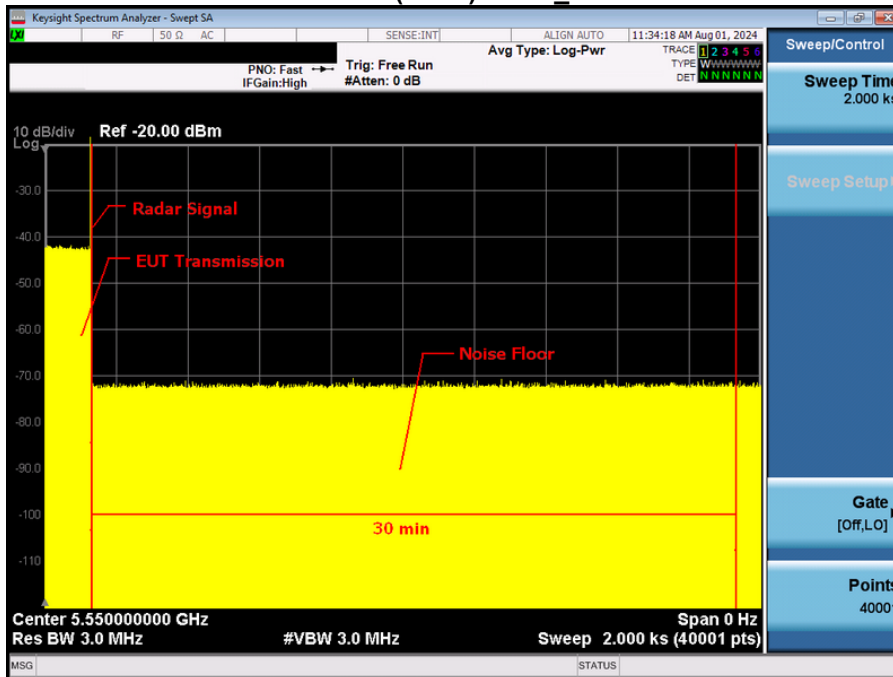 Keysight Spectrum Analyzer - Swept SA
LXI RF 50 Ω AC SENSE:INT ALIGN AUTO 11:34:18 AM Aug 01, 2024
Avg Type: Log-Pwr
TRACE 1 2 3 4 5 6
TYPE W
DET N N N N N N
PNO: Fast
IFGain:High
Trig: Free Run
#Atten: 0 dB
Sweep/Control
Sweep Time
2.000 ks
Sweep Setup
Gate
[Off,LO]
Points
40001
10 dB/div
Log
Ref -20.00 dBm
-30.0
-40.0
-50.0
-60.0
-70.0
-80.0
-90.0
-100
-110
Radar Signal
EUT Transmission
Noise Floor
30 min
Center 5.550000000 GHz
Span 0 Hz
Res BW 3.0 MHz
#VBW 3.0 MHz
Sweep 2.000 ks (40001 pts)
MSG
STATUS